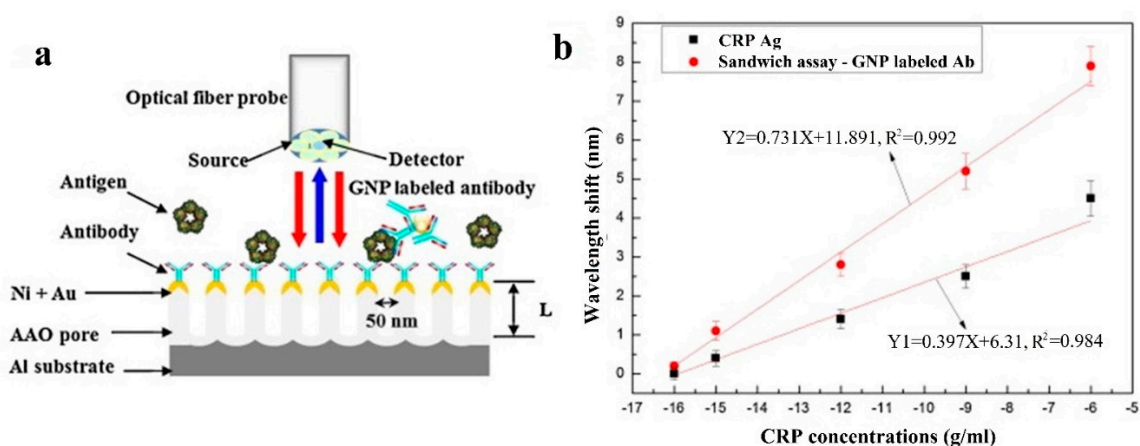 a
Optical fiber probe
Source
Detector
Antigen
GNP labeled antibody
Antibody
Ni + Au
L
50 nm
AAO pore
Al substrate
b
CRP Ag
Sandwich assay - GNP labeled Ab
Y2=0.731X+11.891, R²=0.992
Y1=0.397X+6.31, R²=0.984
Wavelength shift (nm)
9
8
7
6
5
4
3
2
1
0
-17 -16 -15 -14 -13 -12 -11 -10 -9 -8 -7 -6 -5
CRP concentrations (g/ml)